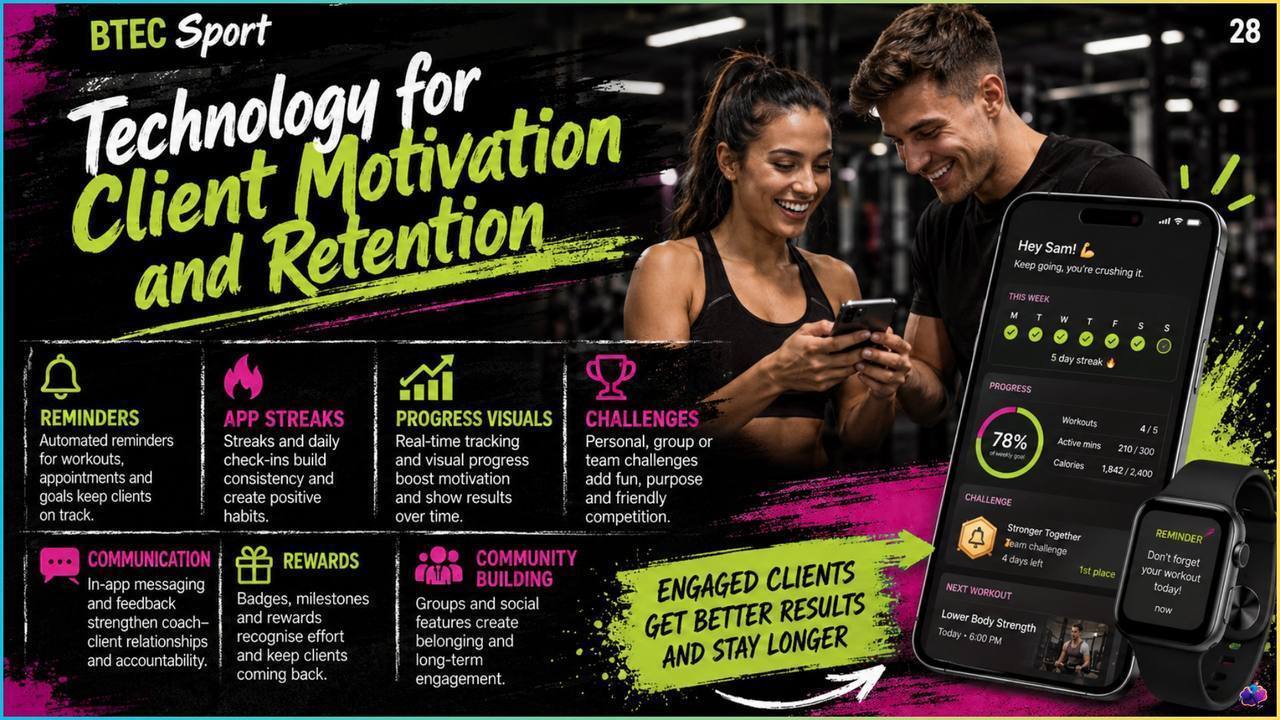 BTEC Sport
28
Technology for
Client Motivation
and Retention
REMINDERS
Automated reminders
for workouts,
appointments and
goals keep clients
on track.
APP STREAKS
Streaks and daily
check-ins build
consistency and
create positive
habits.
PROGRESS VISUALS
Real-time tracking
and visual progress
boost motivation
and show results
over time.
CHALLENGES
Personal, group or
team challenges
add fun, purpose
and friendly
competition.
COMMUNICATION
In-app messaging
and feedback
strengthen coach–
client relationships
and accountability.
REWARDS
Badges, milestones
and rewards
recognise effort
and keep clients
coming back.
COMMUNITY
BUILDING
Groups and social
features create
belonging and
long-term
engagement.
ENGAGED CLIENTS
GET BETTER RESULTS
AND STAY LONGER
Hey Sam! 💪
Keep going, you're crushing it.
THIS WEEK
M T W T F S S
5 day streak 🔥
PROGRESS
78%
of weekly goal
Workouts 4 / 5
Active mins 210 / 300
Calories 1,842 / 2,400
CHALLENGE
Stronger Together
Team challenge
4 days left
1st place
NEXT WORKOUT
Lower Body Strength
Today • 6:00 PM
REMINDER
Don't forget
your workout
today!
now